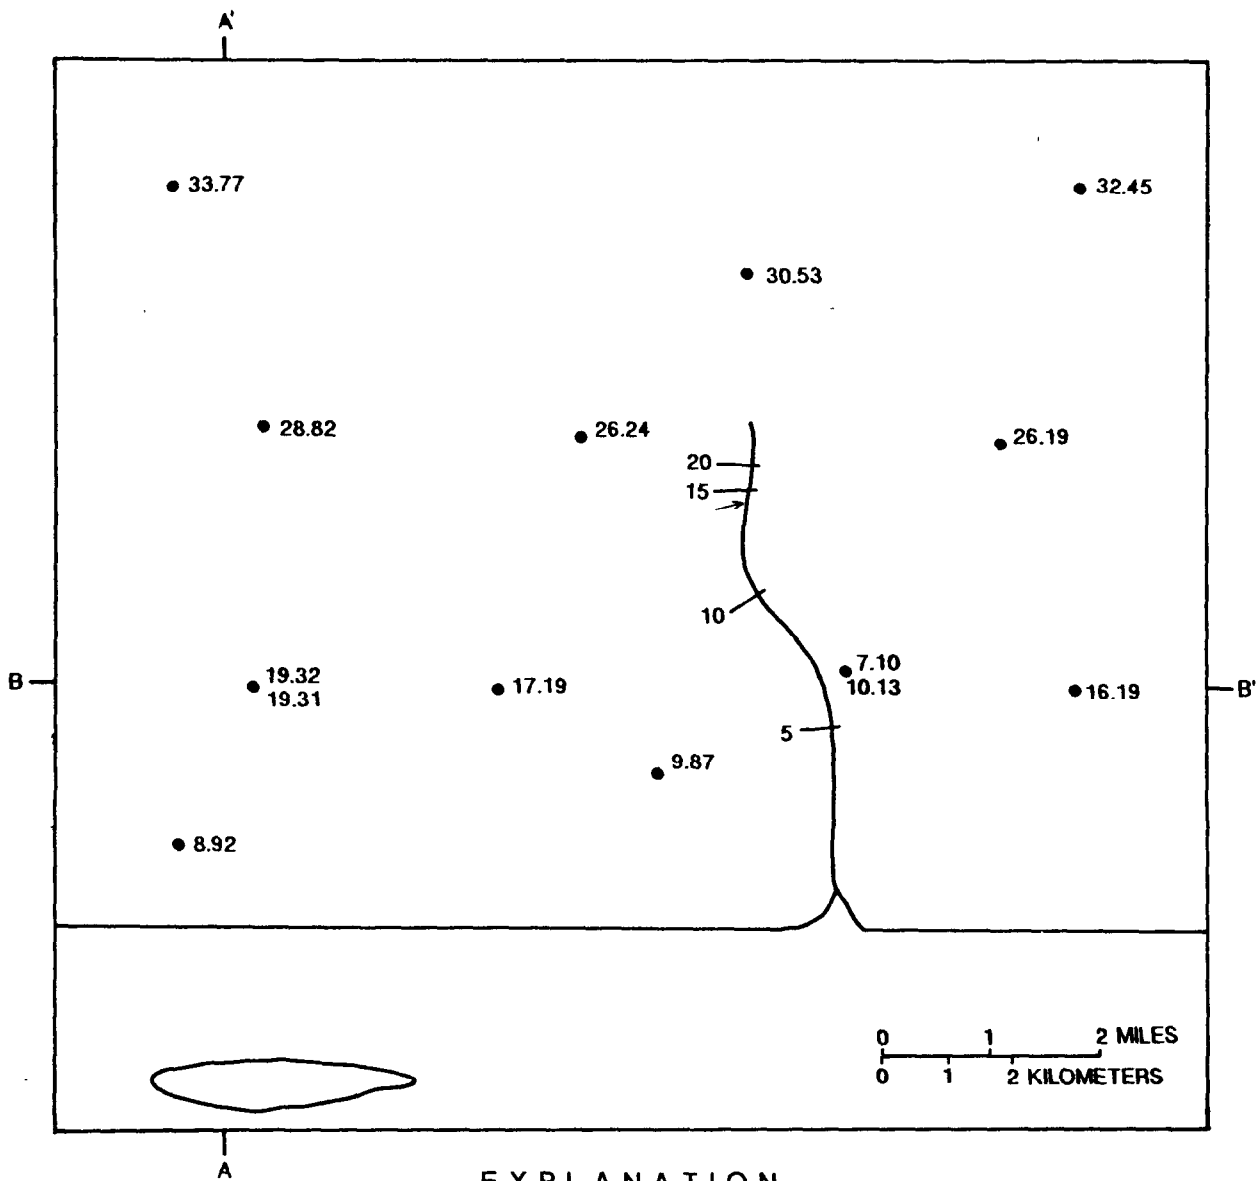 A'
33.77
32.45
30.53
28.82
26.24
26.19
20
15
10
B
19.32
19.31
17.19
7.10
10.13
16.19
B'
5
9.87
8.92
0 1 2 MILES
0 1 2 KILOMETERS
A
EXPLANATION